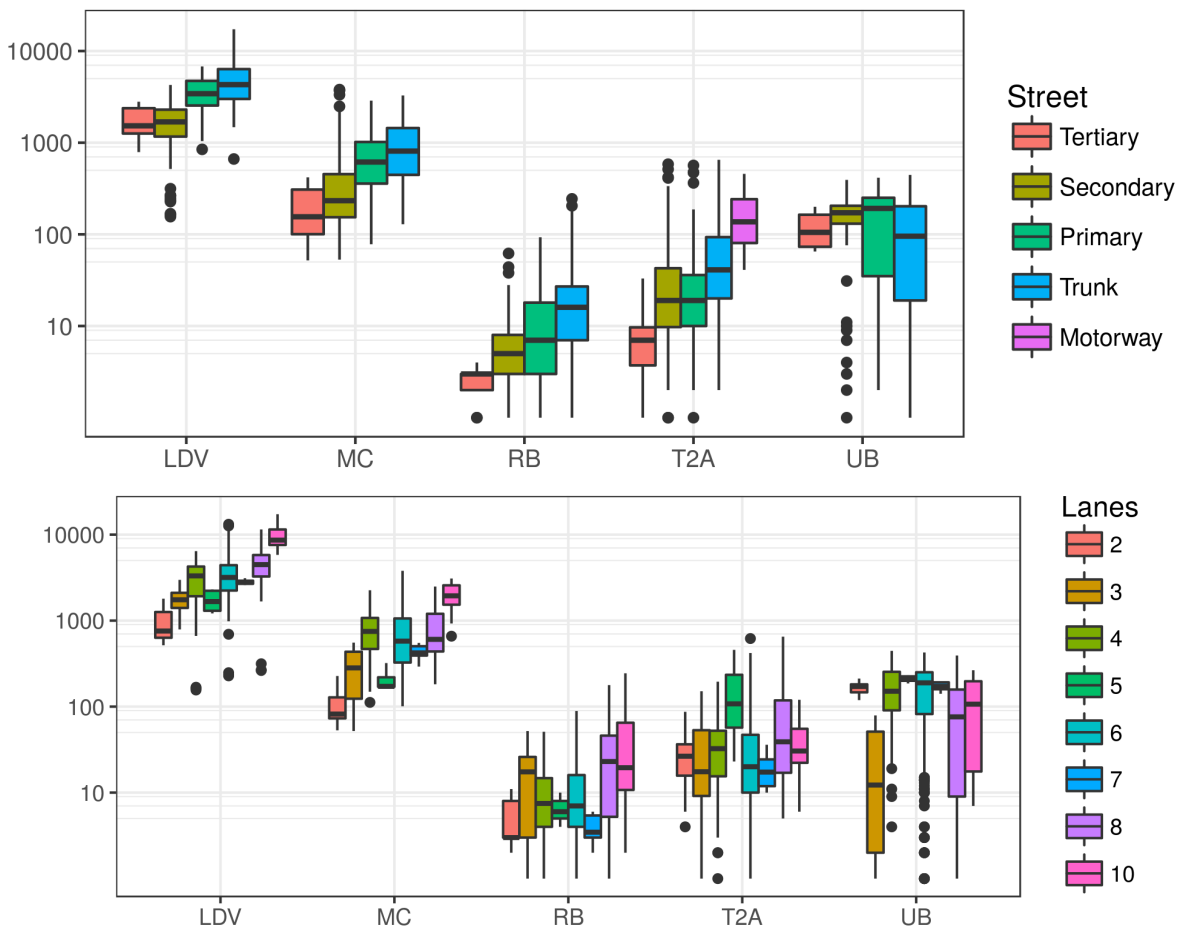 10000
1000
100
10
LDV MC RB T2A UB
Street
Tertiary
Secondary
Primary
Trunk
Motorway
10000
1000
100
10
LDV MC RB T2A UB
Lanes
2
3
4
5
6
7
8
10